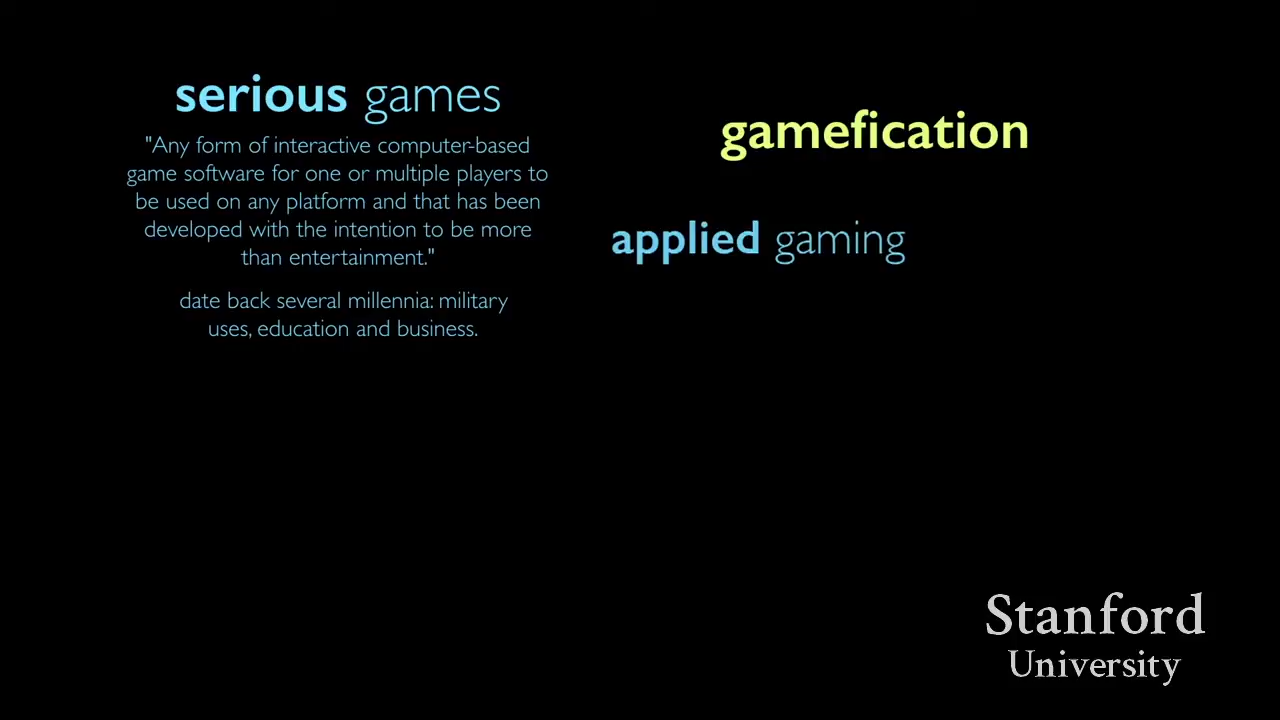 serious games
"Any form of interactive computer-based
game software for one or multiple players to
be used on any platform and that has been
developed with the intention to be more
than entertainment."
date back several millennia: military
uses, education and business.
gamefication
applied gaming
Stanford
University